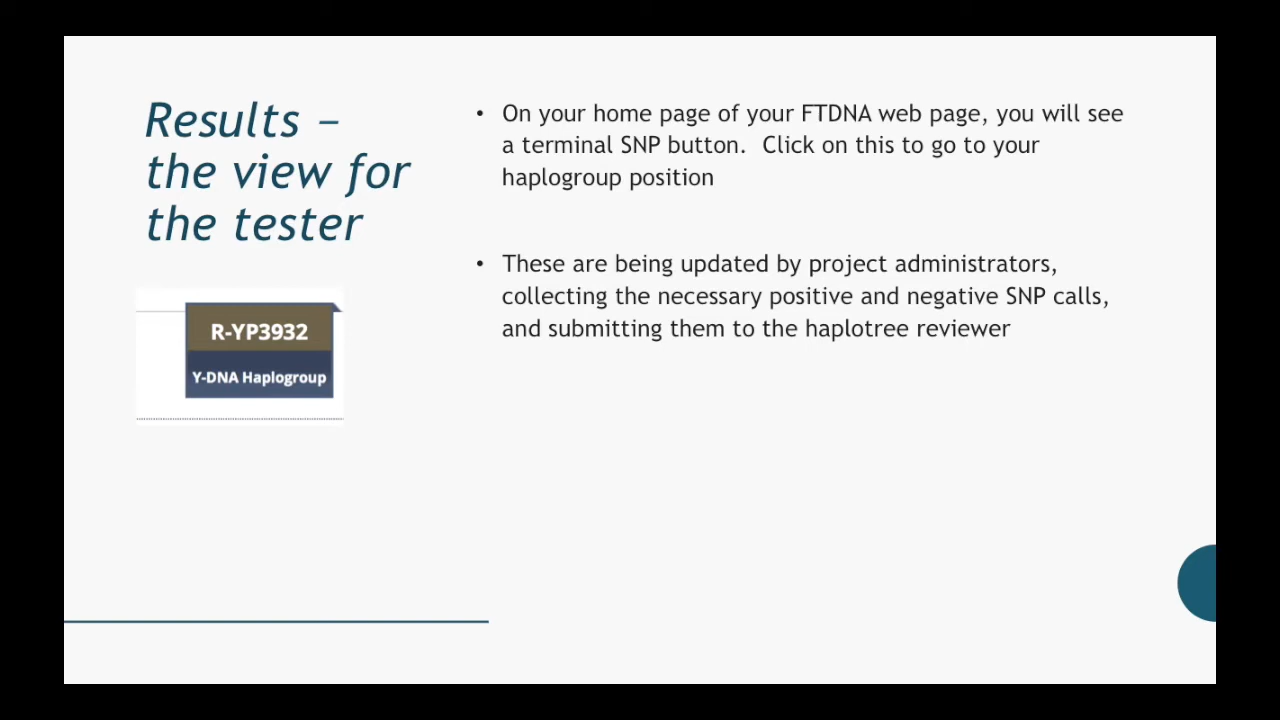 Results –
the view for
the tester
R-YP3932
Y-DNA Haplogroup
• On your home page of your FTDNA web page, you will see
a terminal SNP button.  Click on this to go to your
haplogroup position
• These are being updated by project administrators,
collecting the necessary positive and negative SNP calls,
and submitting them to the haplotree reviewer